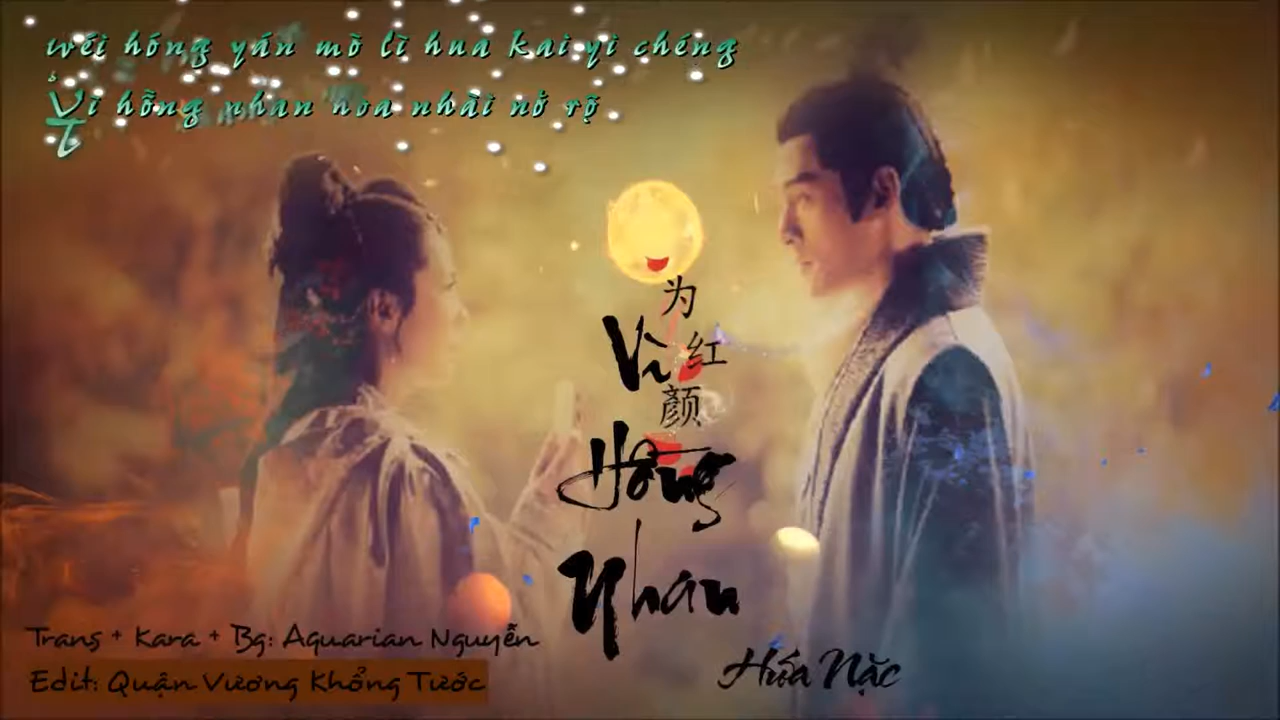 wéi hóng yán mò lì hua kai yì chéng
Vì hồng nhan hoa nhài nở rộ
为
红
颜
Vì
Hồng
Nhan
Trans + Kara + Bg: Aquarian Nguyễn
Edit: Quận Vương Khổng Tước
Hứa Nặc